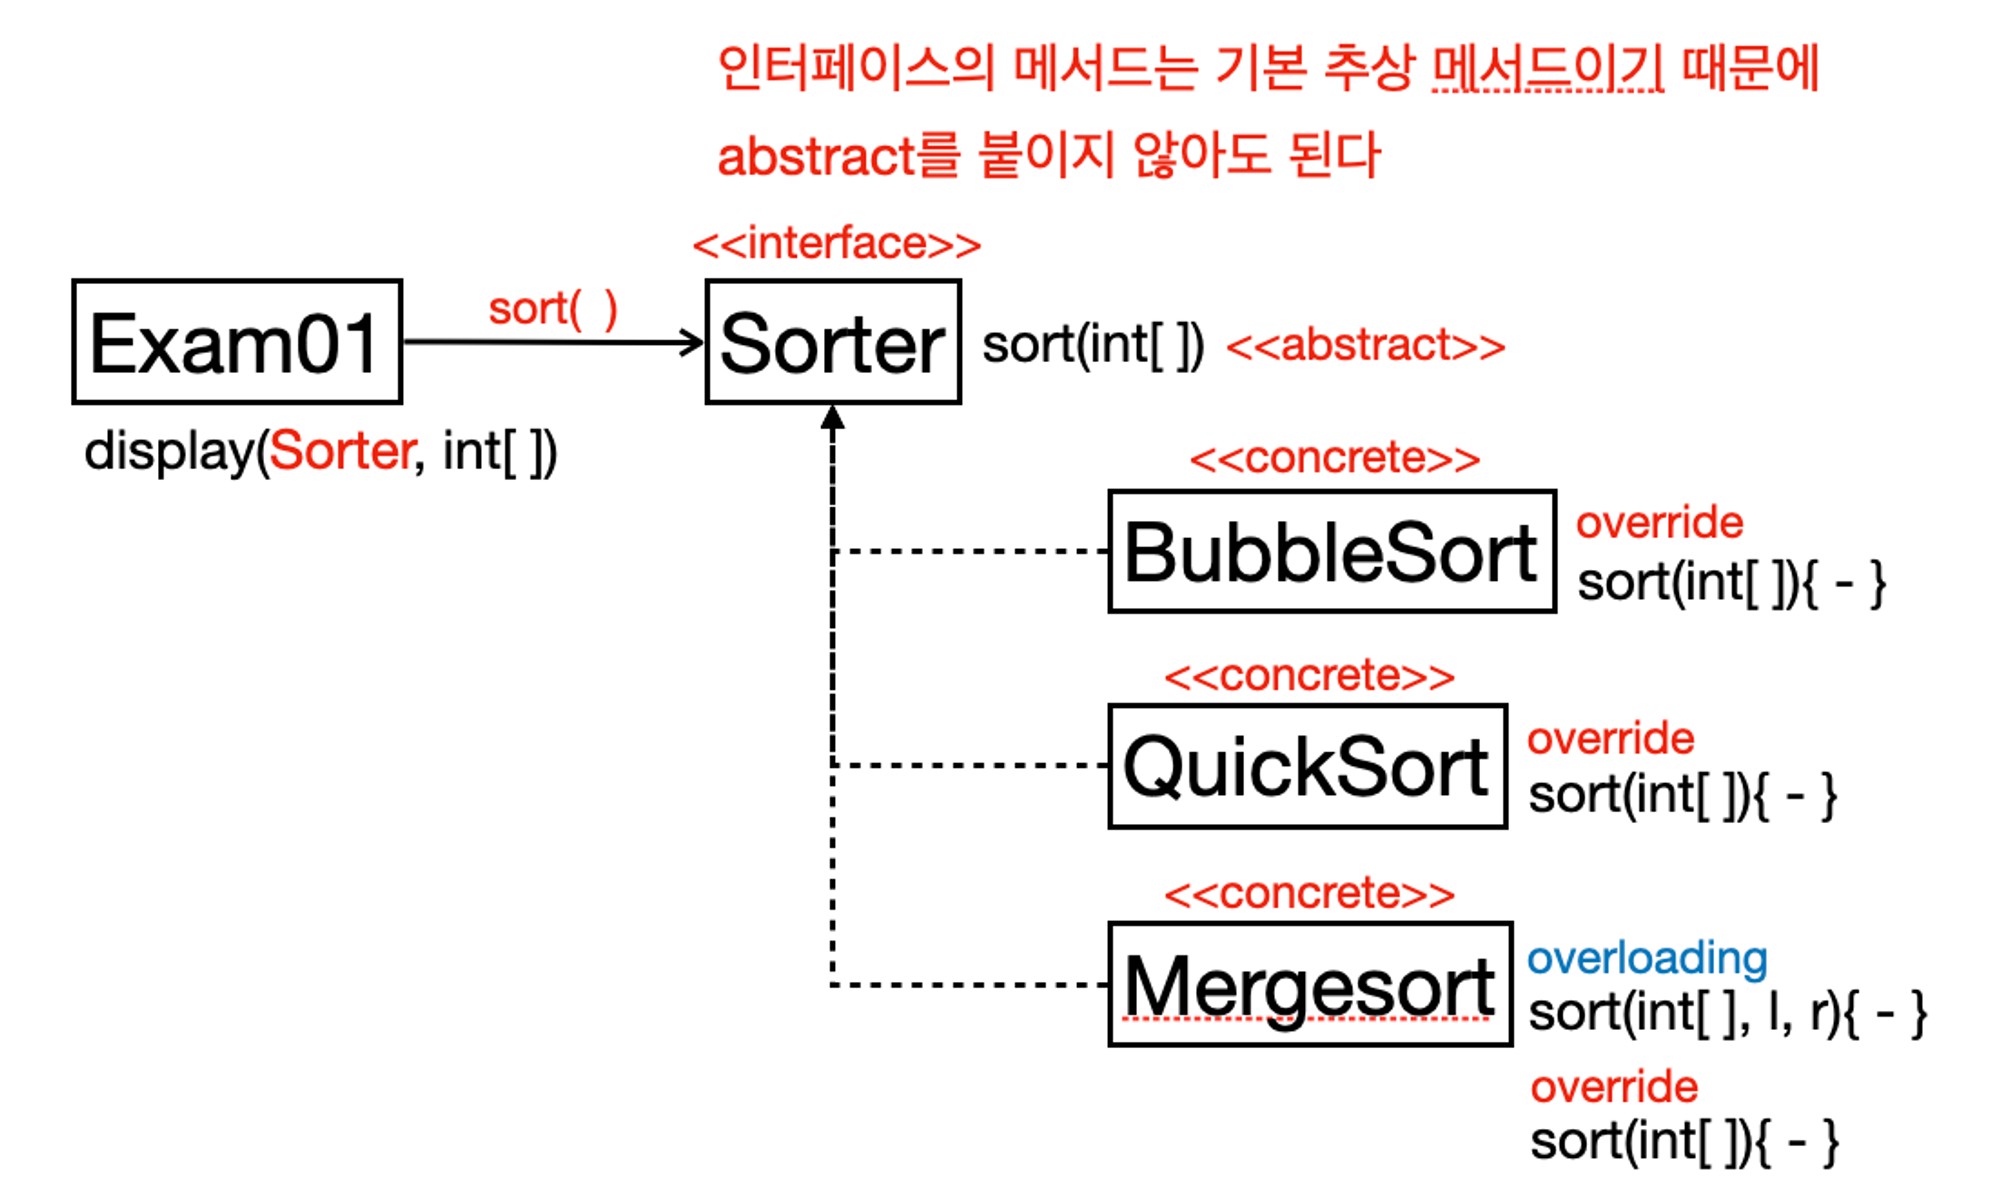 인터페이스의 메서드는 기본 추상 메서드이기 때문에
abstract를 붙이지 않아도 된다
<<interface>>
Exam01
sort( )
Sorter
sort(int[ ]) <<abstract>>
display(Sorter, int[ ])
<<concrete>>
BubbleSort
override
sort(int[ ]){ - }
<<concrete>>
QuickSort
override
sort(int[ ]){ - }
<<concrete>>
Mergesort
overloading
sort(int[ ], l, r){ - }
override
sort(int[ ]){ - }